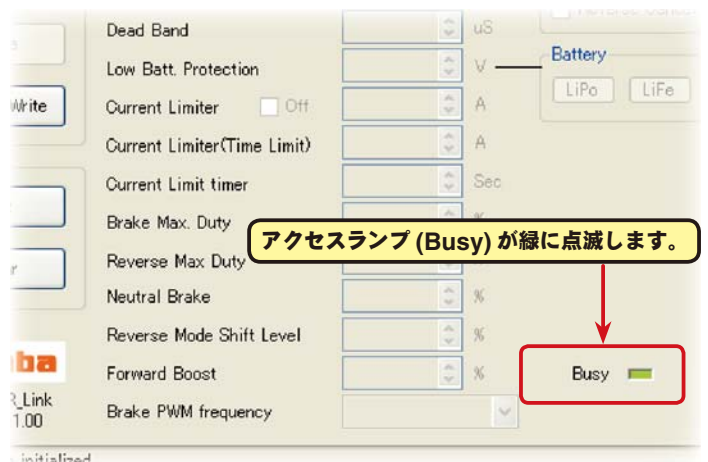 Dead Band uS
Low Batt. Protection V
Battery
LiPo LiFe
Write
Current Limiter Off A
Current Limiter(Time Limit) A
Current Limit timer Sec
Brake Max. Duty %
アクセスランプ (Busy) が緑に点滅します。
Reverse Max Duty
Neutral Brake %
Reverse Mode Shift Level %
Forward Boost %
Busy
Brake PWM frequency
_Link
1.00
initialized